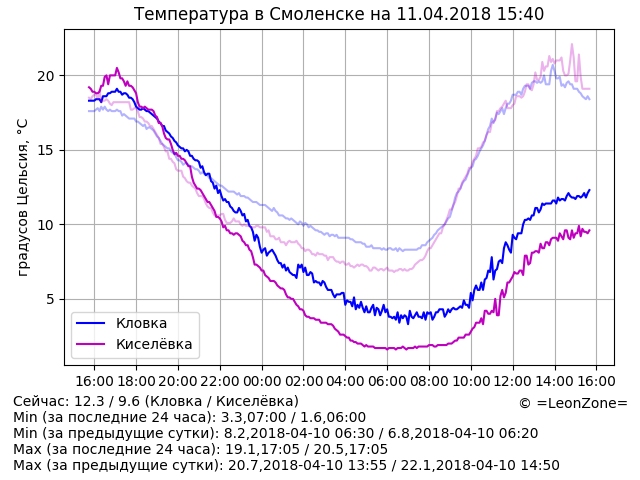 Температура в Смоленске на 11.04.2018 15:40
градусов Цельсия, °C
20
15
10
5
Кловка
Киселёвка
16:00 18:00 20:00 22:00 00:00 02:00 04:00 06:00 08:00 10:00 12:00 14:00 16:00
Сейчас: 12.3 / 9.6 (Кловка / Киселёвка)
© =LeonZone=
Min (за последние 24 часа): 3.3,07:00 / 1.6,06:00
Min (за предыдущие сутки): 8.2,2018-04-10 06:30 / 6.8,2018-04-10 06:20
Max (за последние 24 часа): 19.1,17:05 / 20.5,17:05
Max (за предыдущие сутки): 20.7,2018-04-10 13:55 / 22.1,2018-04-10 14:50